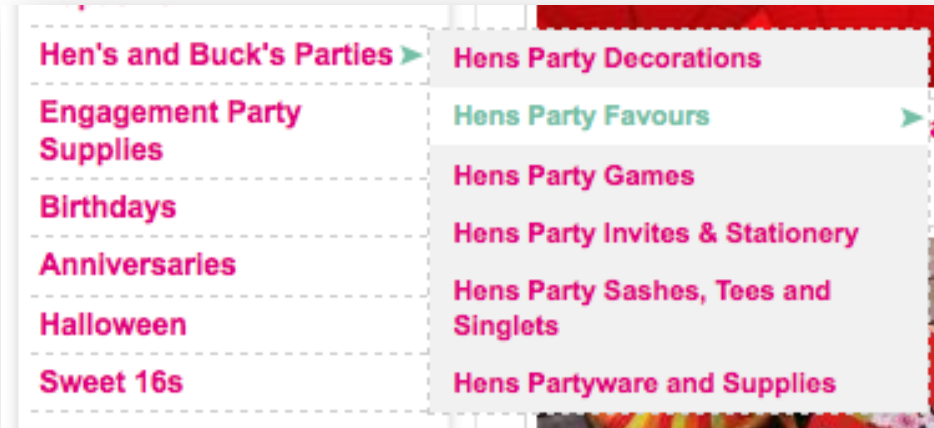 Hen's and Buck's Parties
Engagement Party
Supplies
Birthdays
Anniversaries
Halloween
Sweet 16s
Hens Party Decorations
Hens Party Favours
Hens Party Games
Hens Party Invites & Stationery
Hens Party Sashes, Tees and
Singlets
Hens Partyware and Supplies